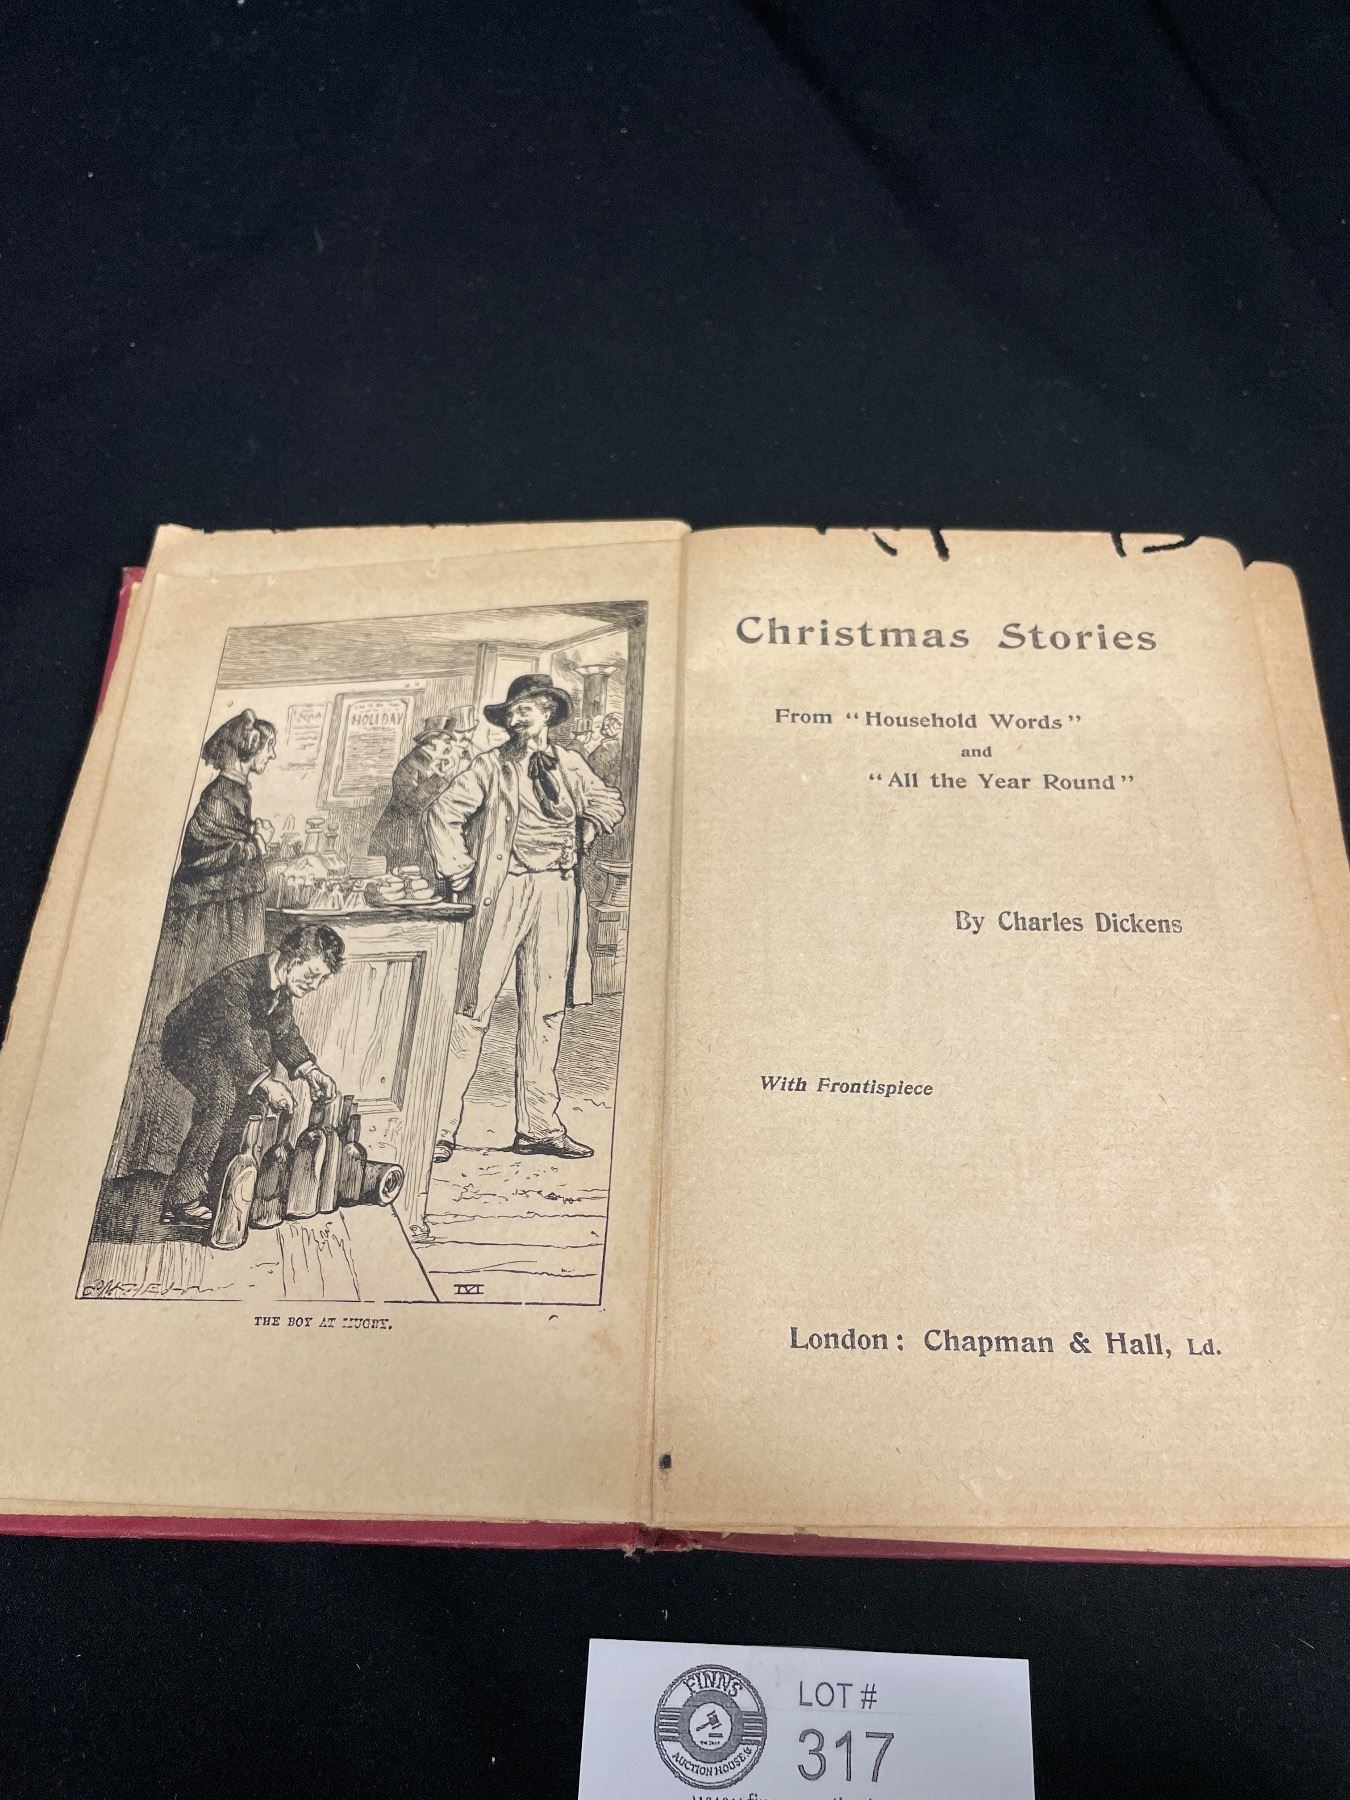 HOLIDAY
THE BOY AT MUGBY.
Christmas Stories
From "Household Words"
and
"All the Year Round"
By Charles Dickens
With Frontispiece
London: Chapman & Hall, Ld.
FINNS
AUCTION HOUSE
LOT #
317